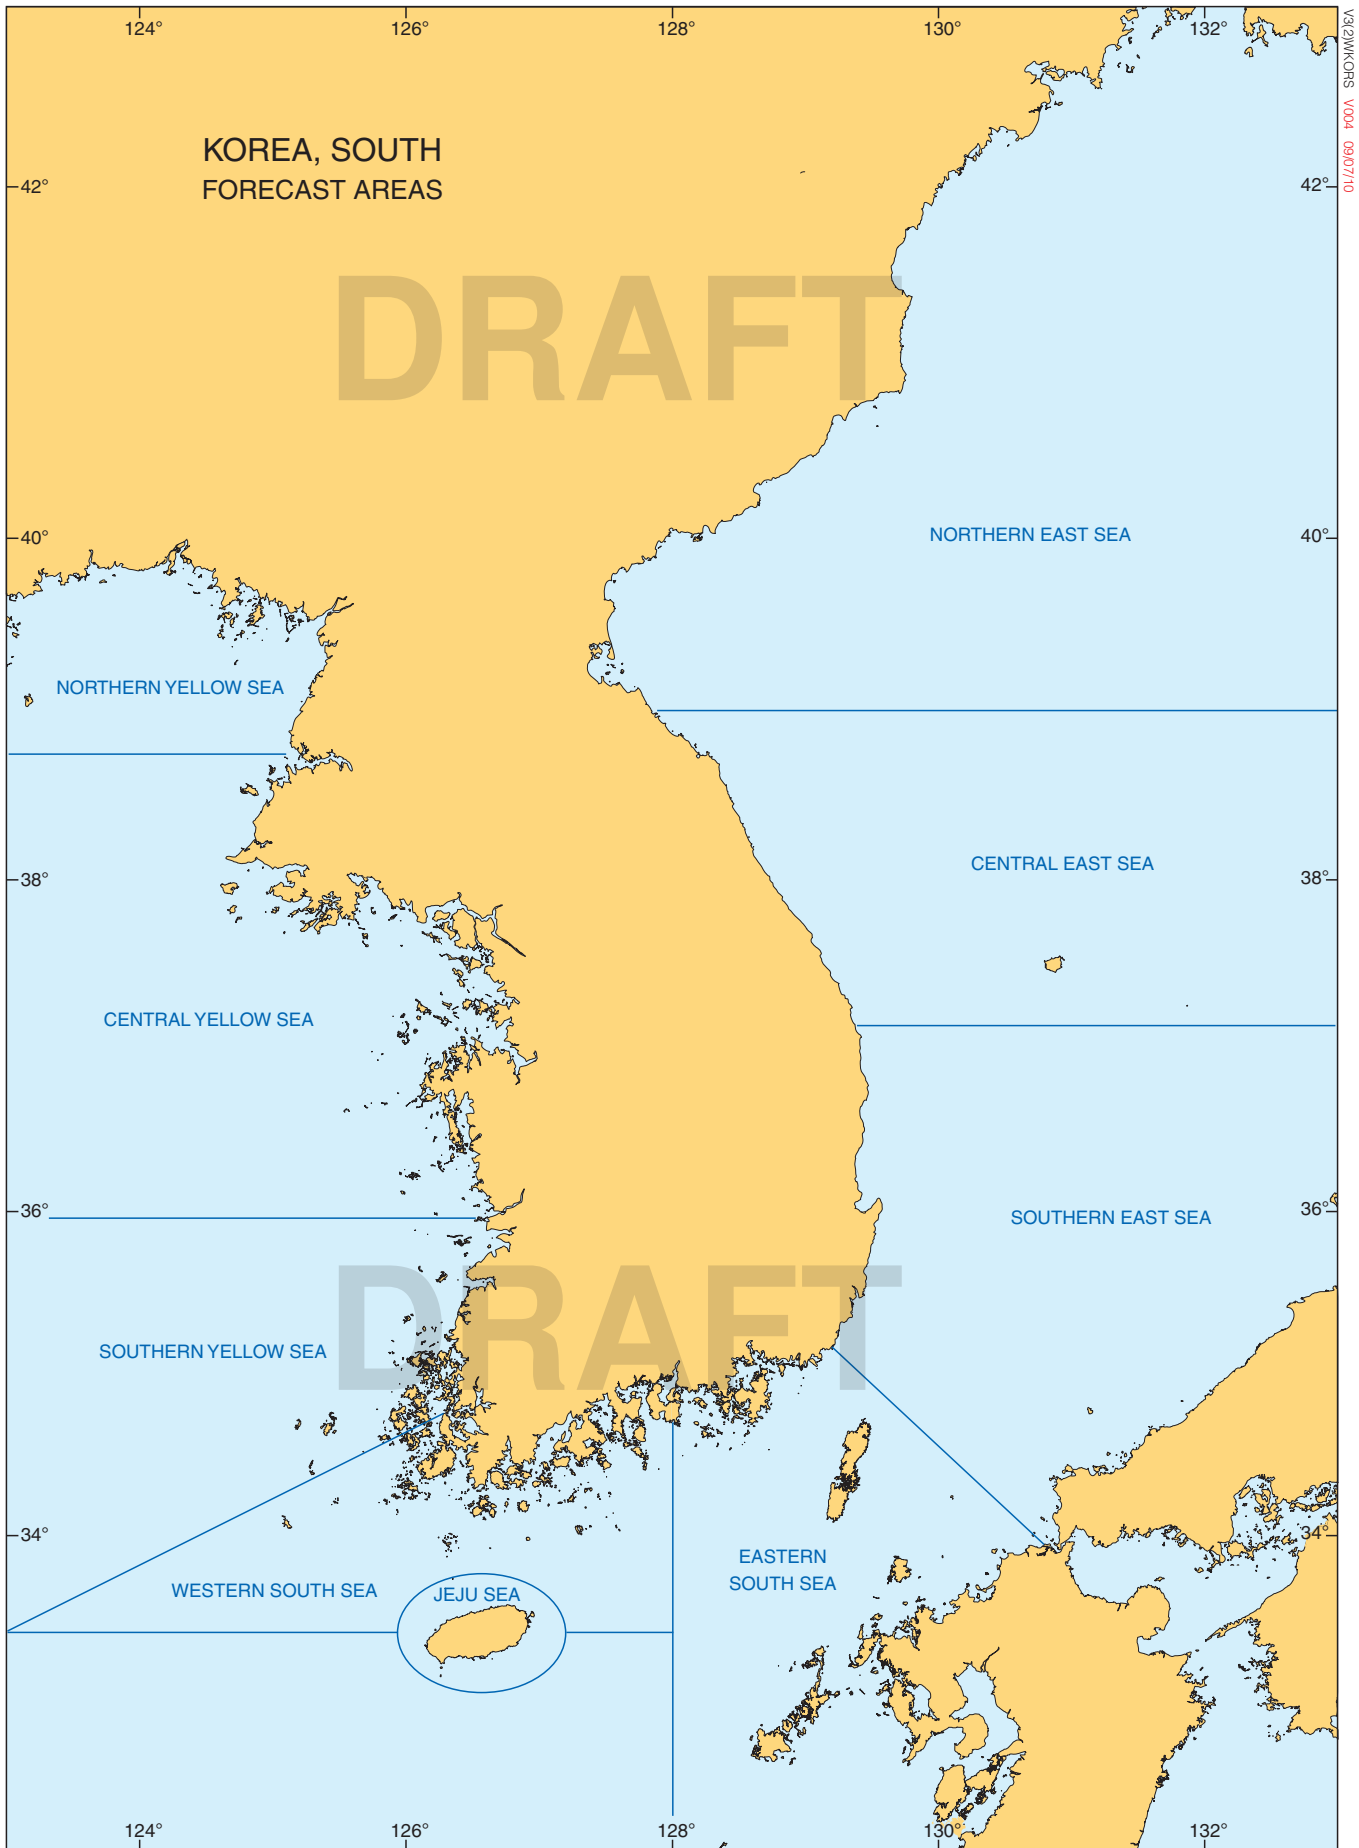 124°
126°
128°
130°
132°
V3(2)WKORS V004 09/07/10
KOREA, SOUTH
FORECAST AREAS
42°
42°
DRAFT
40°
NORTHERN EAST SEA
40°
NORTHERN YELLOW SEA
CENTRAL EAST SEA
38°
38°
CENTRAL YELLOW SEA
36°
SOUTHERN EAST SEA
36°
DRAFT
SOUTHERN YELLOW SEA
34°
34°
EASTERN
SOUTH SEA
WESTERN SOUTH SEA
JEJU SEA
124°
126°
128°
130°
132°